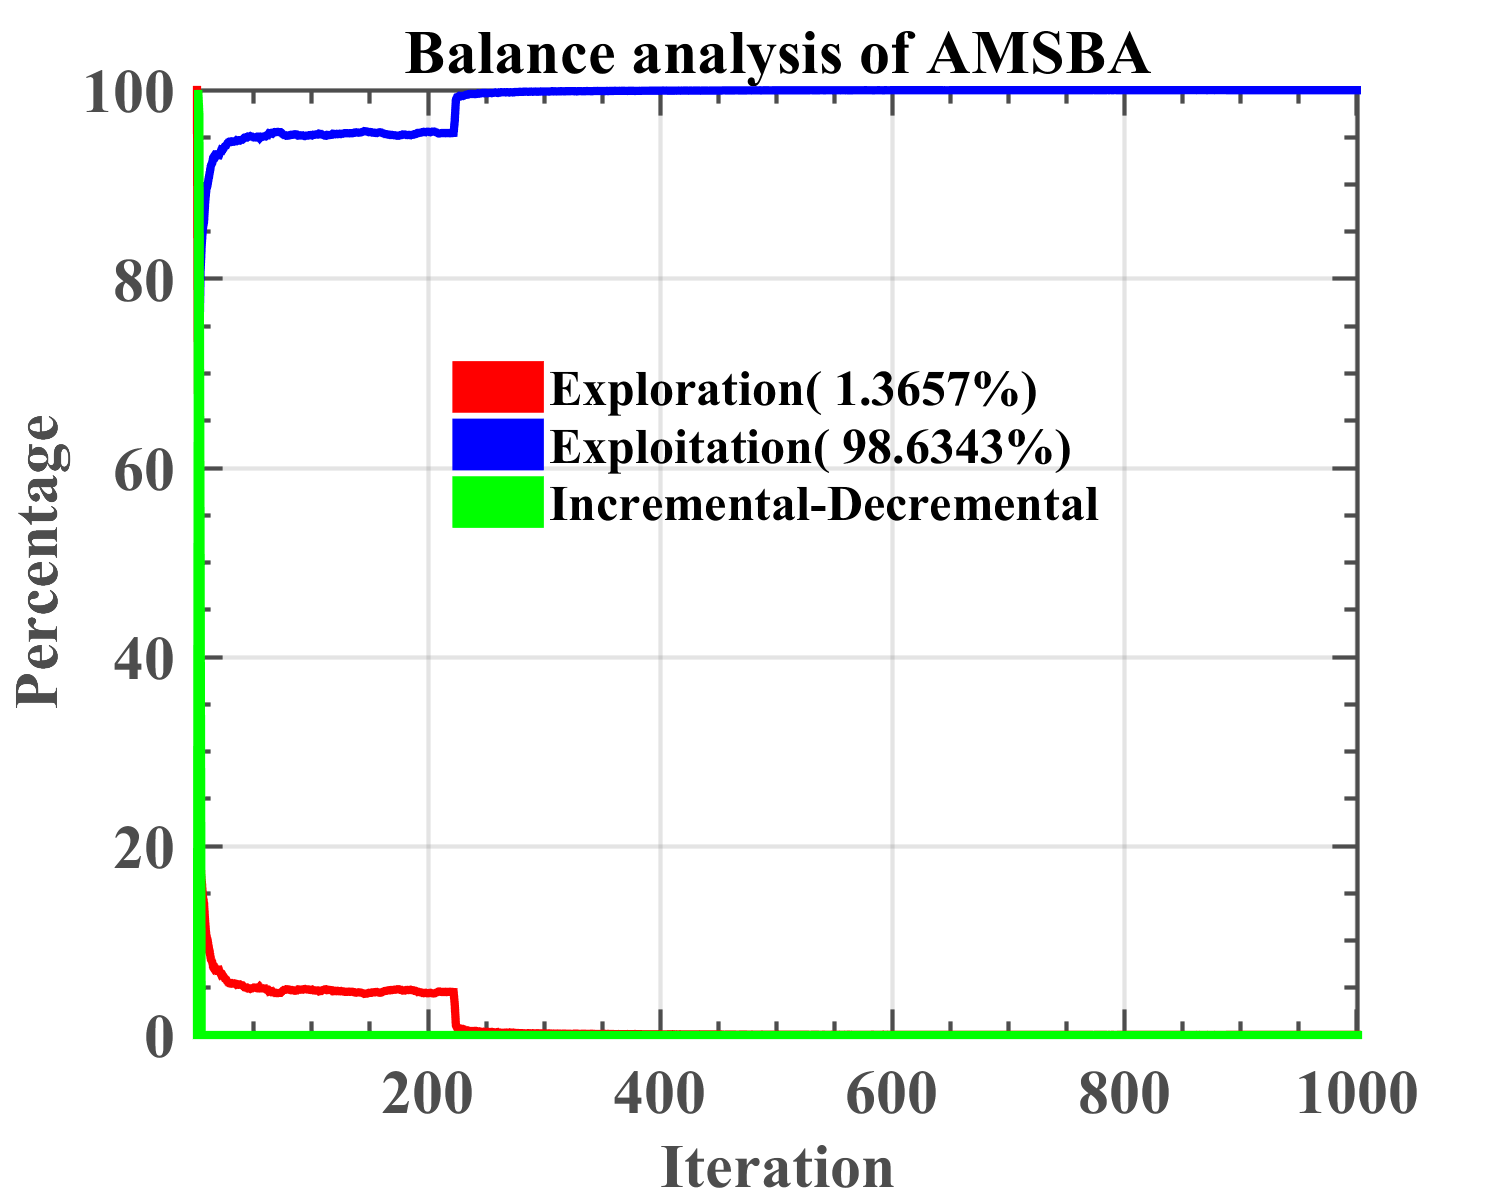 Balance analysis of AMSBA
100
80
60
40
20
0
Percentage
Exploration( 1.3657%)
Exploitation( 98.6343%)
Incremental-Decremental
200 400 600 800 1000
Iteration